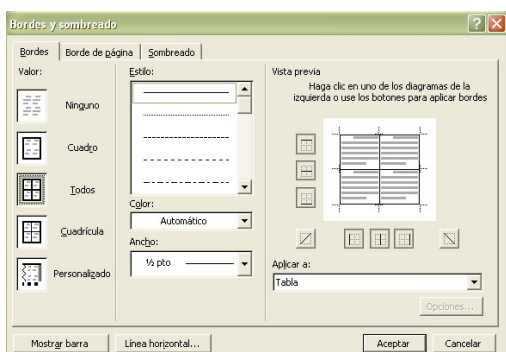 Bordes y sombreado
Bordes
Borde de página
Sombreado
Valor:
Ninguno
Cuadro
Todos
Cuadrícula
Personalizado
Estilo:
Color:
Automático
Ancho:
½ pto
Vista previa
Haga clic en uno de los diagramas de la
izquierda o use los botones para aplicar bordes
Aplicar a:
Tabla
Opciones...
Mostrar barra
Línea horizontal...
Aceptar
Cancelar